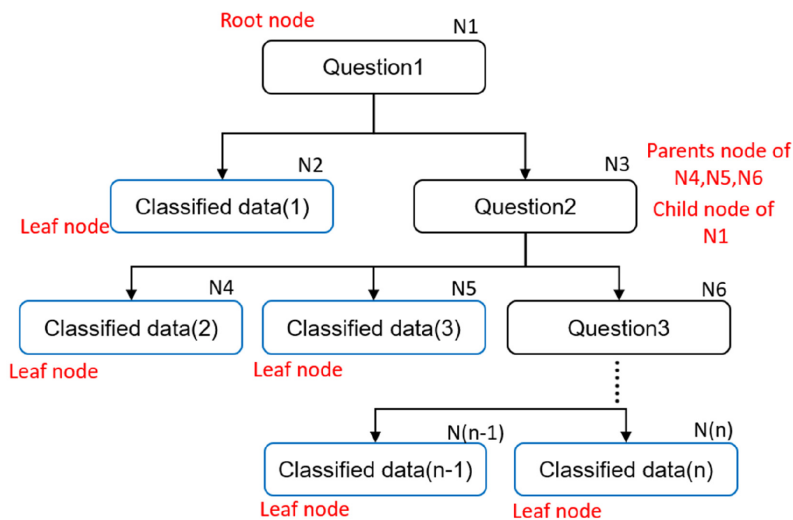 Root node
N1
Question1
N2
N3
Parents node of
N4,N5,N6
Classified data(1)
Question2
Child node of
N1
Leaf node
N4
N5
N6
Classified data(2)
Classified data(3)
Question3
Leaf node
Leaf node
N(n-1)
N(n)
Classified data(n-1)
Classified data(n)
Leaf node
Leaf node